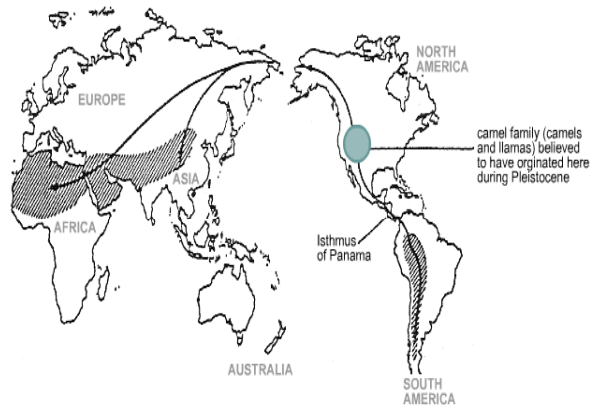 NORTH
AMERICA
EUROPE
camel family (camels
and llamas) believed
to have orginated here
during Pleistocene
ASIA
AFRICA
Isthmus
of Panama
AUSTRALIA
SOUTH
AMERICA